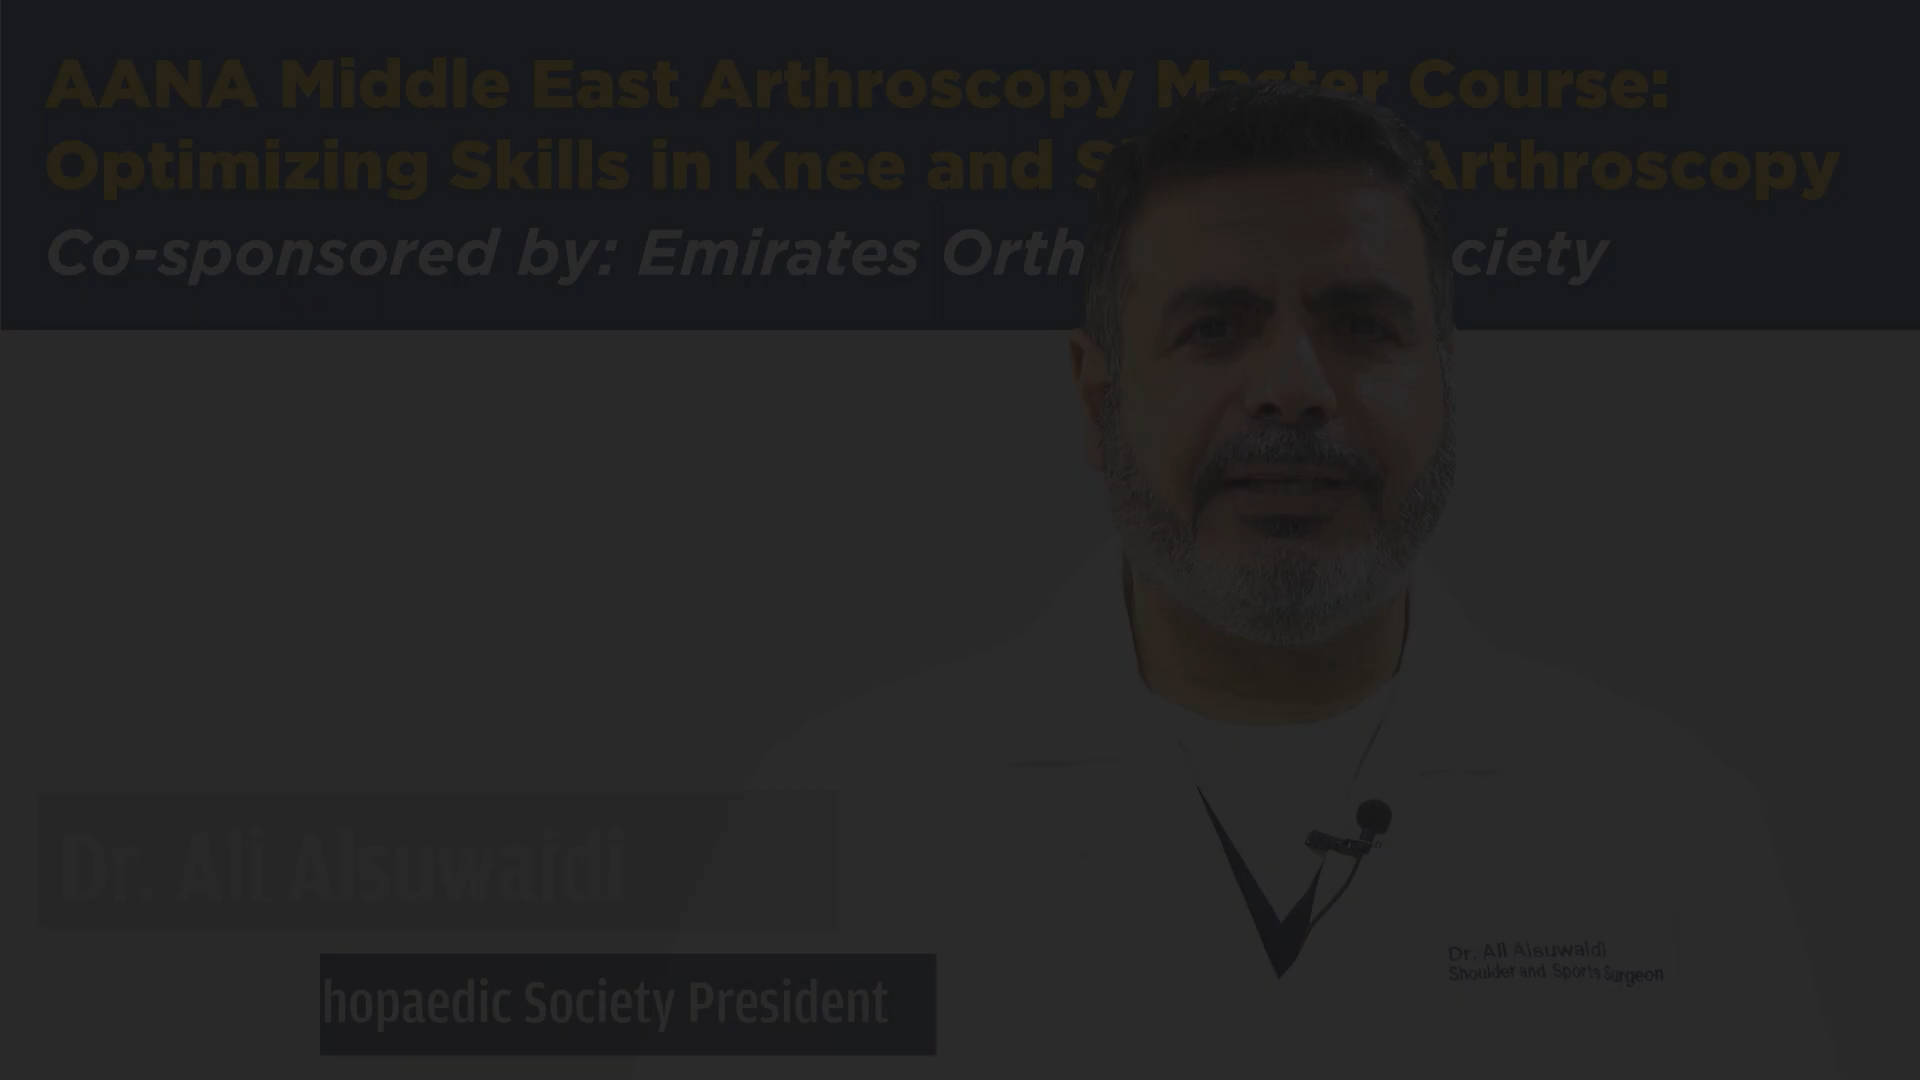 AANA Middle East Arthroscopy Master Course:
Optimizing Skills in Knee and S Arthroscopy
Co-sponsored by: Emirates Orth ciety
Dr. Ali Alsuwaidi
hopaedic Society President
Dr. Ali Alsuwaidi
Shoulder and Sports Surgeon